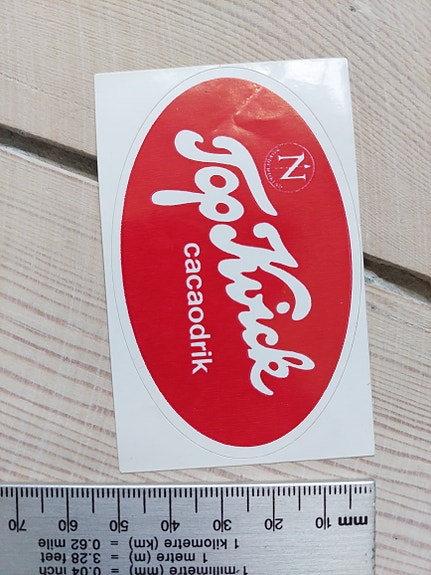 N
Top Kwick
cacaodrik
1 millimetre (mm) = 0.04 inch
1 metre (m) = 3.28 feet
1 kilometre (km) = 0.62 mile
mm 10 20 30 40 50 60 70